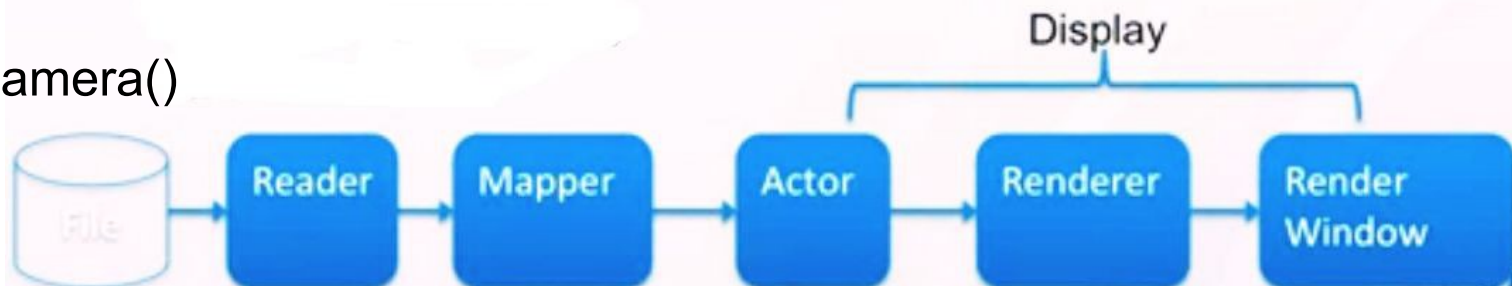 Display
amera()
File
Reader
Mapper
Actor
Renderer
Render
Window